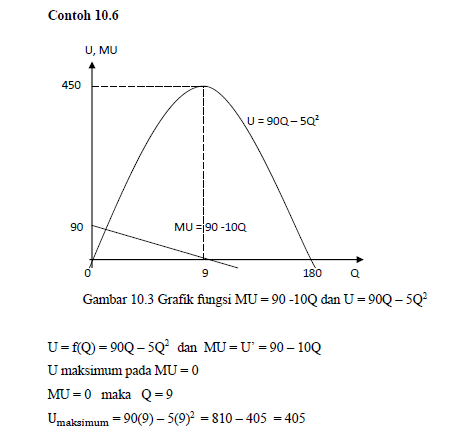 Contoh 10.6
U, MU
450
U = 90Q – 5Q²
90
MU = 90 -10Q
0 9 180 Q
Gambar 10.3 Grafik fungsi MU = 90 -10Q dan U = 90Q – 5Q²
U = f(Q) = 90Q – 5Q² dan MU = U’ = 90 – 10Q
U maksimum pada MU = 0
MU = 0 maka Q = 9
Umaksimum = 90(9) – 5(9)² = 810 – 405 = 405